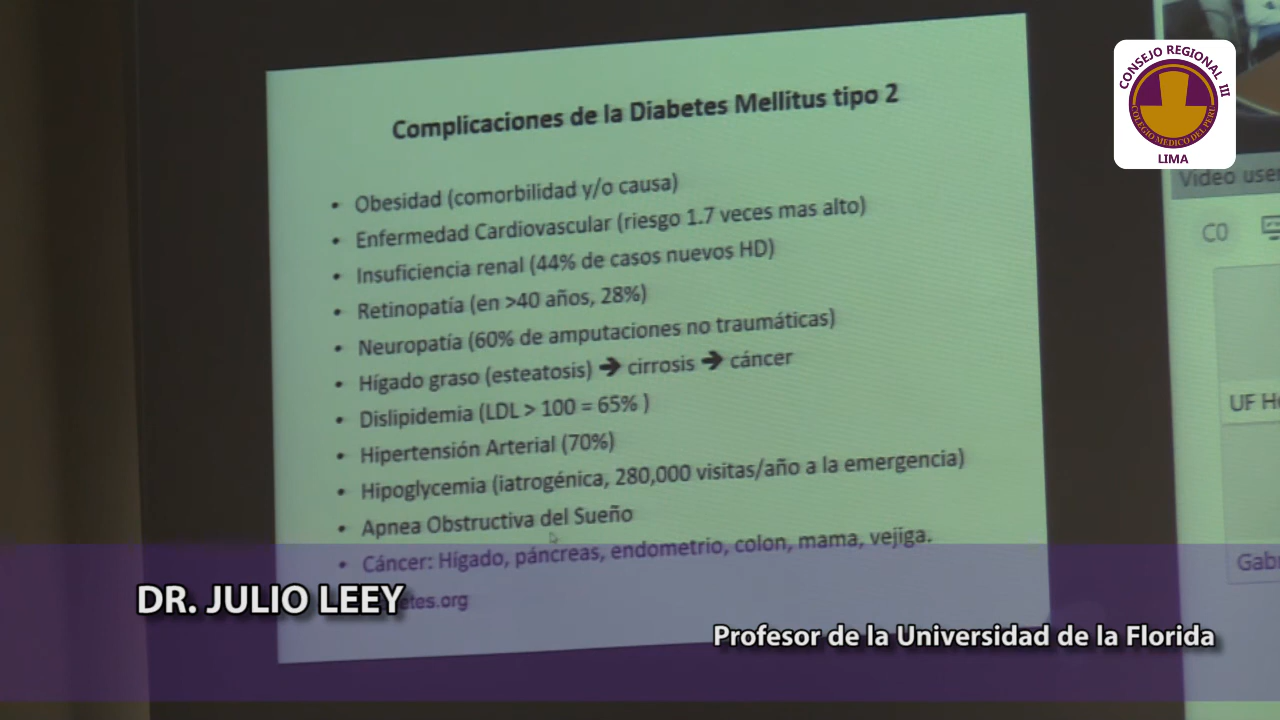 Complicaciones de la Diabetes Mellitus tipo 2
• Obesidad (comorbilidad y/o causa)
• Enfermedad Cardiovascular (riesgo 1.7 veces mas alto)
• Insuficiencia renal (44% de casos nuevos HD)
• Retinopatía (en >40 años, 28%)
• Neuropatía (60% de amputaciones no traumáticas)
• Hígado graso (esteatosis) → cirrosis → cáncer
• Dislipidemia (LDL > 100 = 65% )
• Hipertensión Arterial (70%)
• Hipoglycemia (iatrogénica, 280,000 visitas/año a la emergencia)
• Apnea Obstructiva del Sueño
• Cáncer: Hígado, páncreas, endometrio, colon, mama, vejiga.
etes.org
DR. JULIO LEEY
Profesor de la Universidad de la Florida
CONSEJO REGIONAL III
COLEGIO MEDICO DEL PERU
LIMA
Video user
C0
UF H
Gab